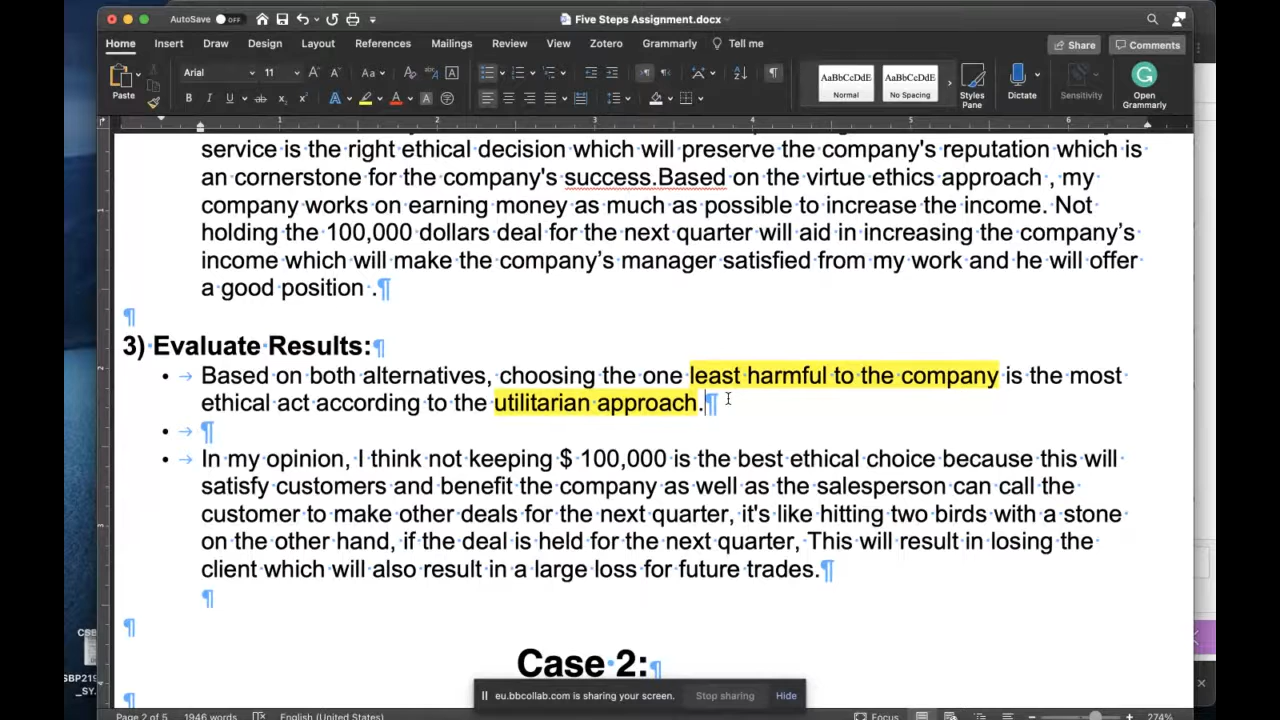 AutoSave OFF
Five Steps Assignment.docx
Home Insert Draw Design Layout References Mailings Review View Zotero Grammarly Tell me Share Comments
Paste
Arial 11
AaBbCcDdE Normal
AaBbCcDdE No Spacing
Styles Pane
Dictate
Sensitivity
Open Grammarly
service is the right ethical decision which will preserve the company's reputation which is
an cornerstone for the company's success.Based on the virtue ethics approach , my
company works on earning money as much as possible to increase the income. Not
holding the 100,000 dollars deal for the next quarter will aid in increasing the company's
income which will make the company's manager satisfied from my work and he will offer
a good position .¶
¶
3) Evaluate Results:¶
• → Based on both alternatives, choosing the one least harmful to the company is the most
ethical act according to the utilitarian approach.¶
• → ¶
• → In my opinion, I think not keeping $ 100,000 is the best ethical choice because this will
satisfy customers and benefit the company as well as the salesperson can call the
customer to make other deals for the next quarter, it's like hitting two birds with a stone
on the other hand, if the deal is held for the next quarter, This will result in losing the
client which will also result in a large loss for future trades.¶
¶
¶
Case 2:¶
¶
eu.bbcollab.com is sharing your screen. Stop sharing Hide
Page 2 of 5 1946 words English (United States) Focus 274%